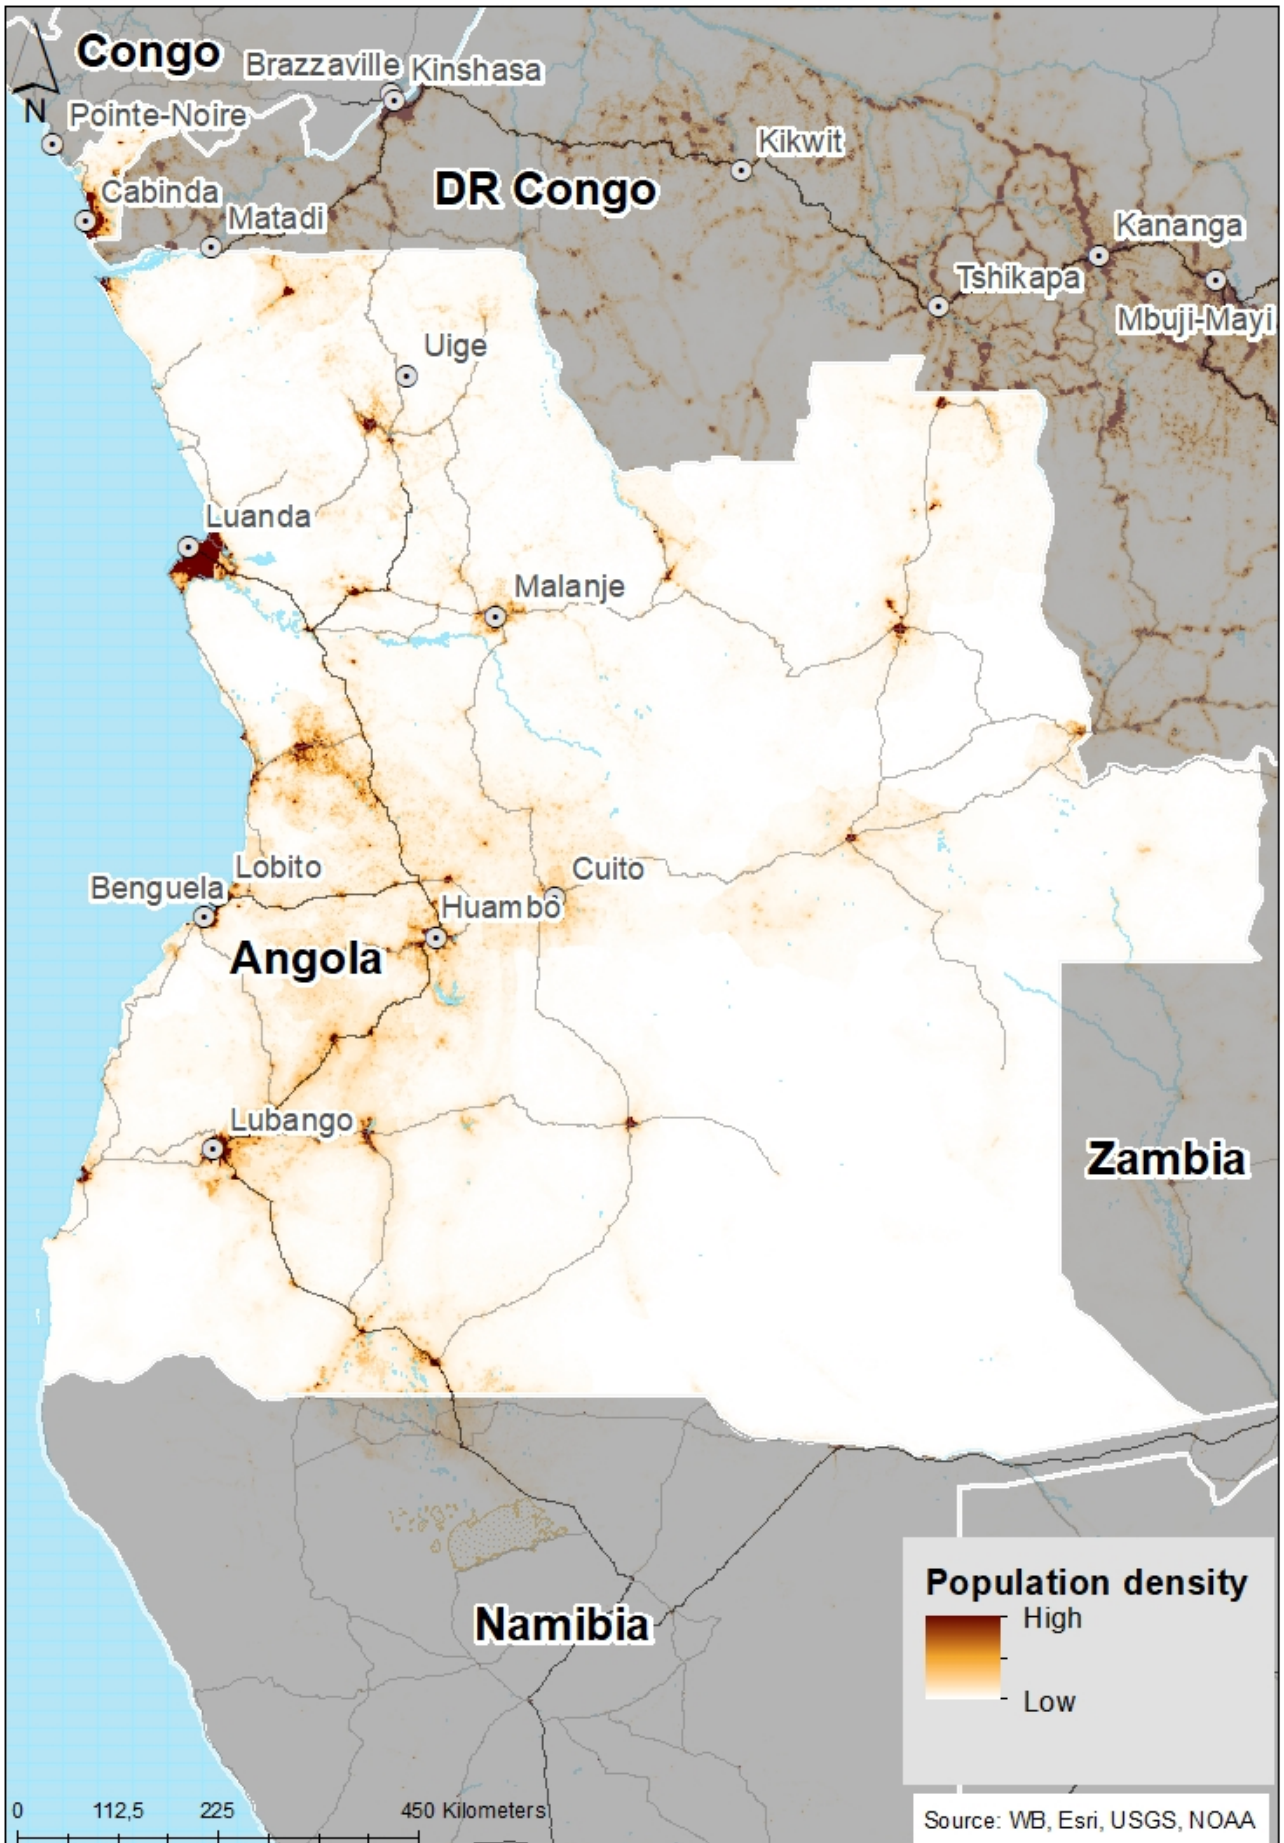 Congo
Brazzaville
Kinshasa
N
Pointe-Noire
Kikwit
Cabinda
DR Congo
Matadi
Kananga
Tshikapa
Mbuji-Mayi
Uige
Luanda
Malanje
Lobito
Cuito
Benguela
Huambo
Angola
Lubango
Zambia
Population density
High
Low
Namibia
0 112,5 225 450 Kilometers
Source: WB, Esri, USGS, NOAA